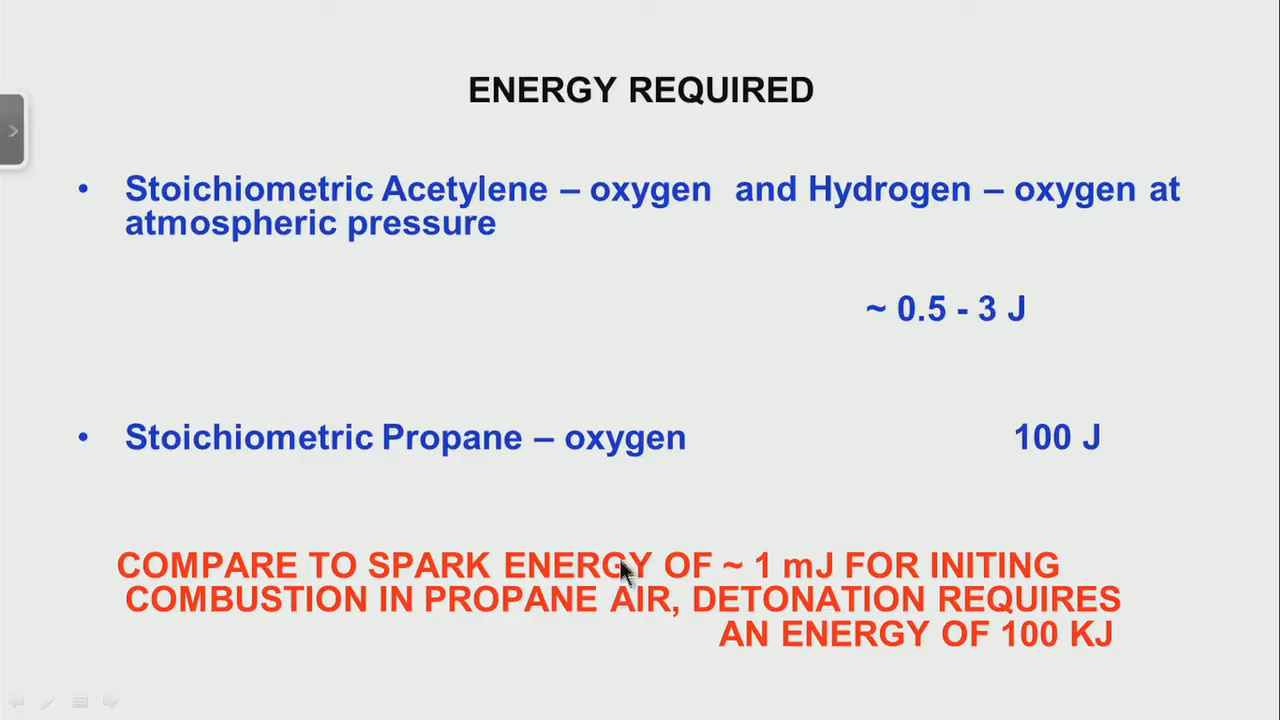 ENERGY REQUIRED
• Stoichiometric Acetylene – oxygen and Hydrogen – oxygen at
atmospheric pressure
~ 0.5 - 3 J
• Stoichiometric Propane – oxygen 100 J
COMPARE TO SPARK ENERGY OF ~ 1 mJ FOR INITING
COMBUSTION IN PROPANE AIR, DETONATION REQUIRES
AN ENERGY OF 100 KJ